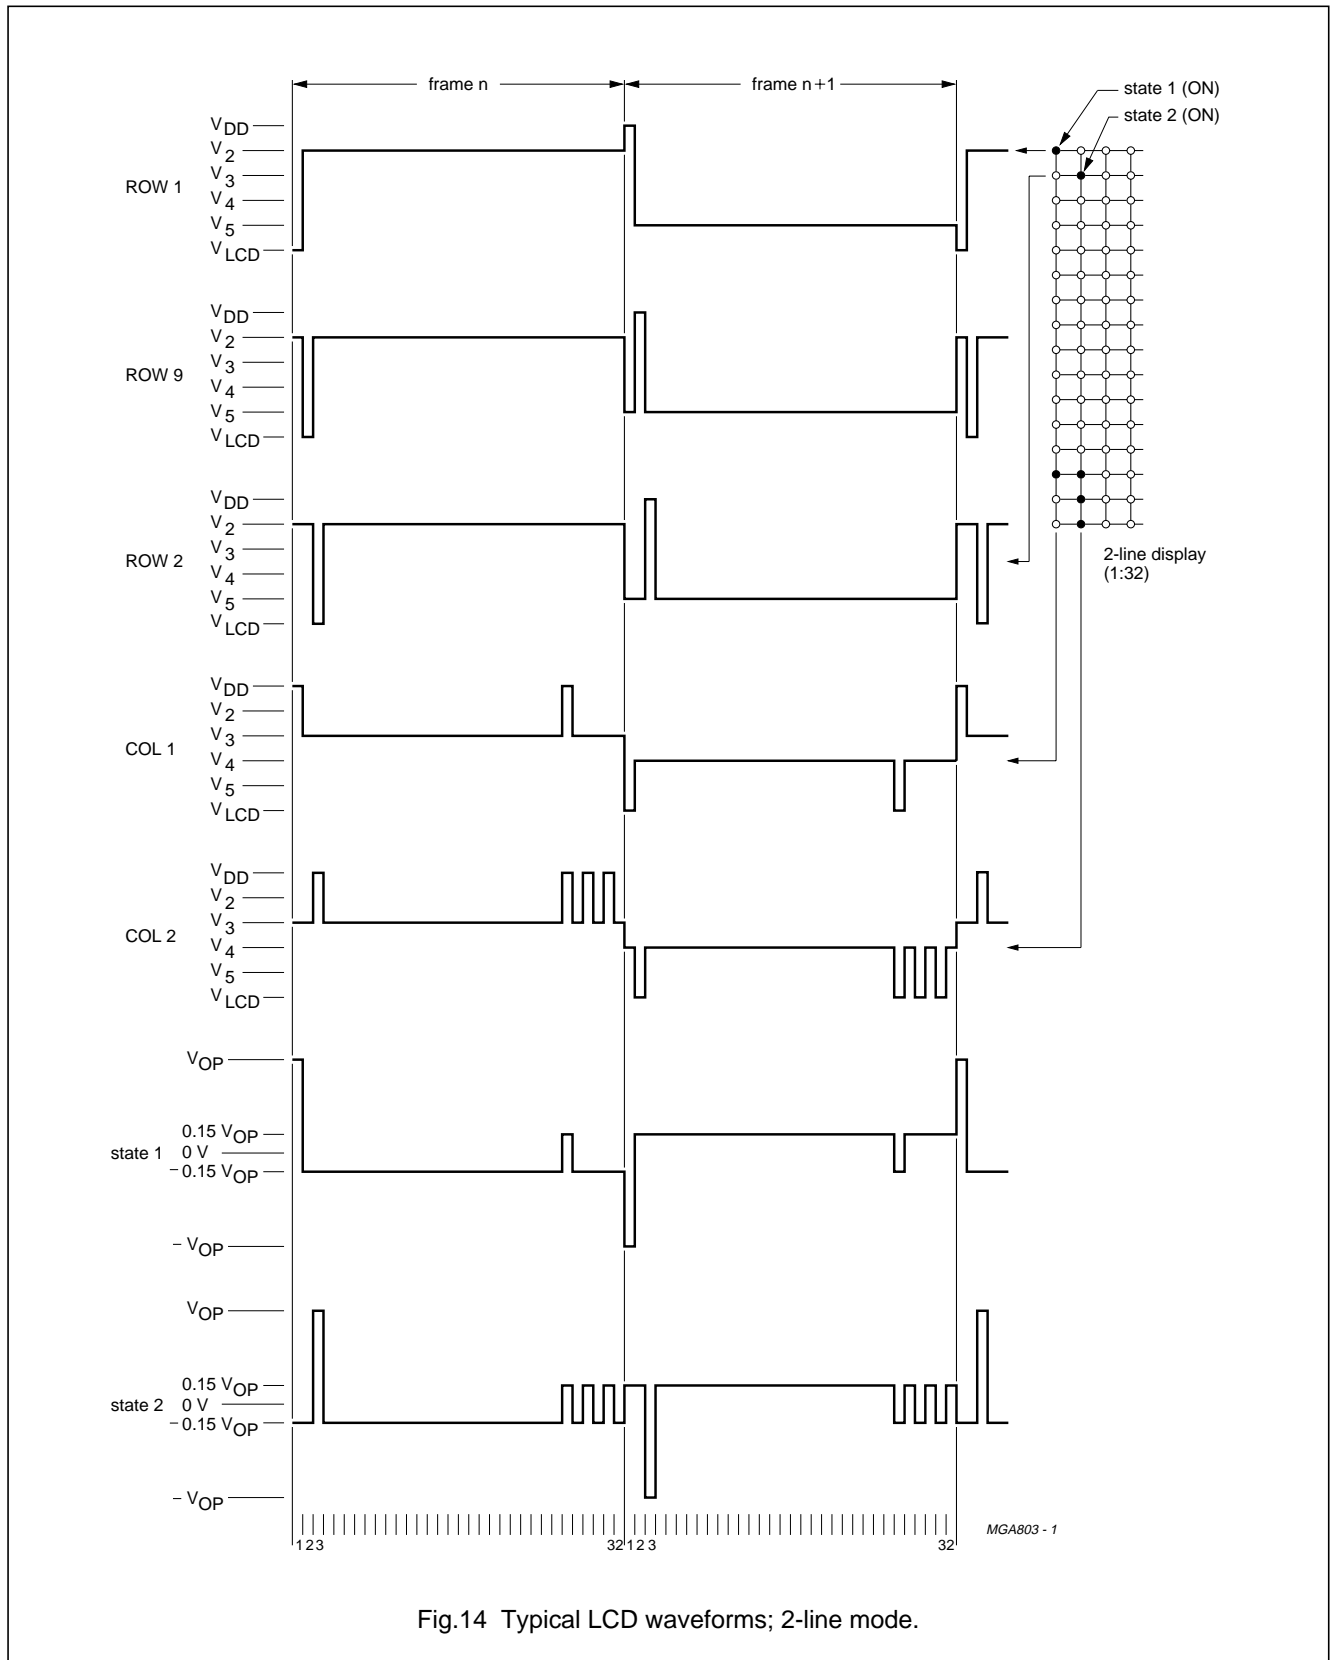 frame n
frame n+1
state 1 (ON)
state 2 (ON)
ROW 1
VDD
V2
V3
V4
V5
VLCD
ROW 9
VDD
V2
V3
V4
V5
VLCD
ROW 2
VDD
V2
V3
V4
V5
VLCD
2-line display
(1:32)
COL 1
VDD
V2
V3
V4
V5
VLCD
COL 2
VDD
V2
V3
V4
V5
VLCD
state 1
VOP
0.15 VOP
0 V
−0.15 VOP
− VOP
state 2
VOP
0.15 VOP
0 V
−0.15 VOP
− VOP
1 2 3 32 1 2 3 32
MGA803 - 1
Fig.14 Typical LCD waveforms; 2-line mode.